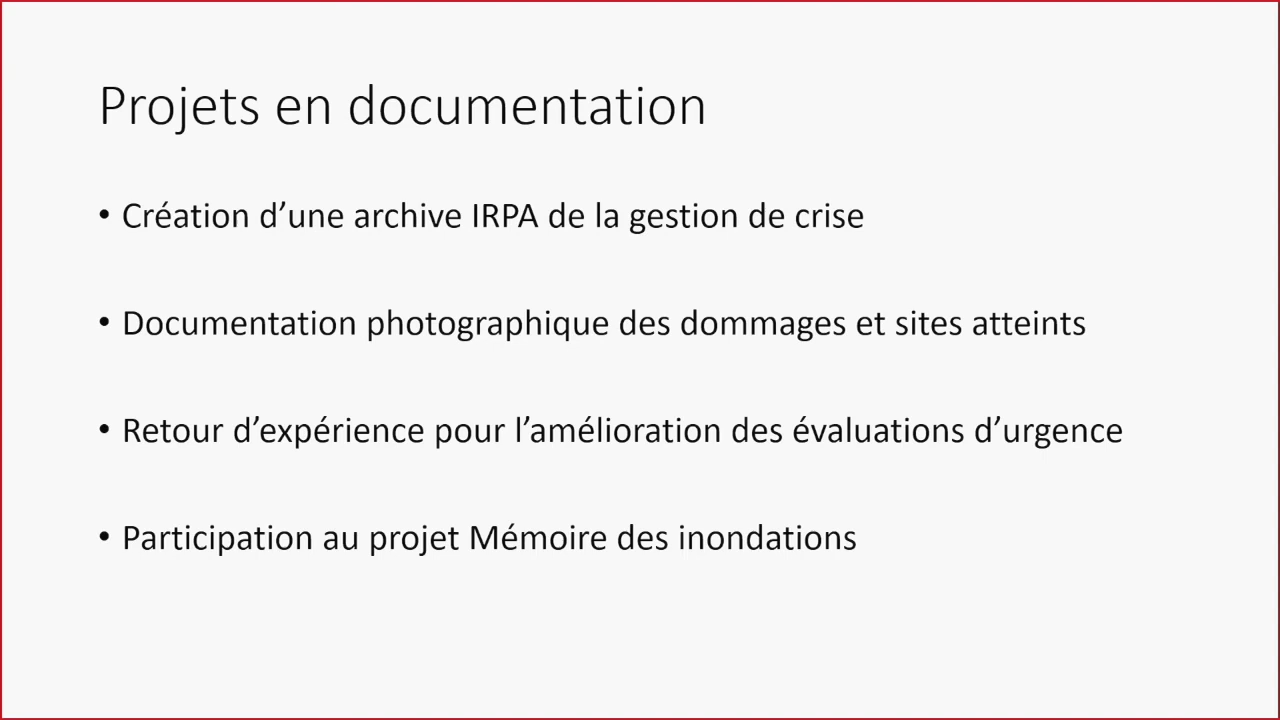 Projets en documentation
• Création d’une archive IRPA de la gestion de crise
• Documentation photographique des dommages et sites atteints
• Retour d’expérience pour l’amélioration des évaluations d’urgence
• Participation au projet Mémoire des inondations